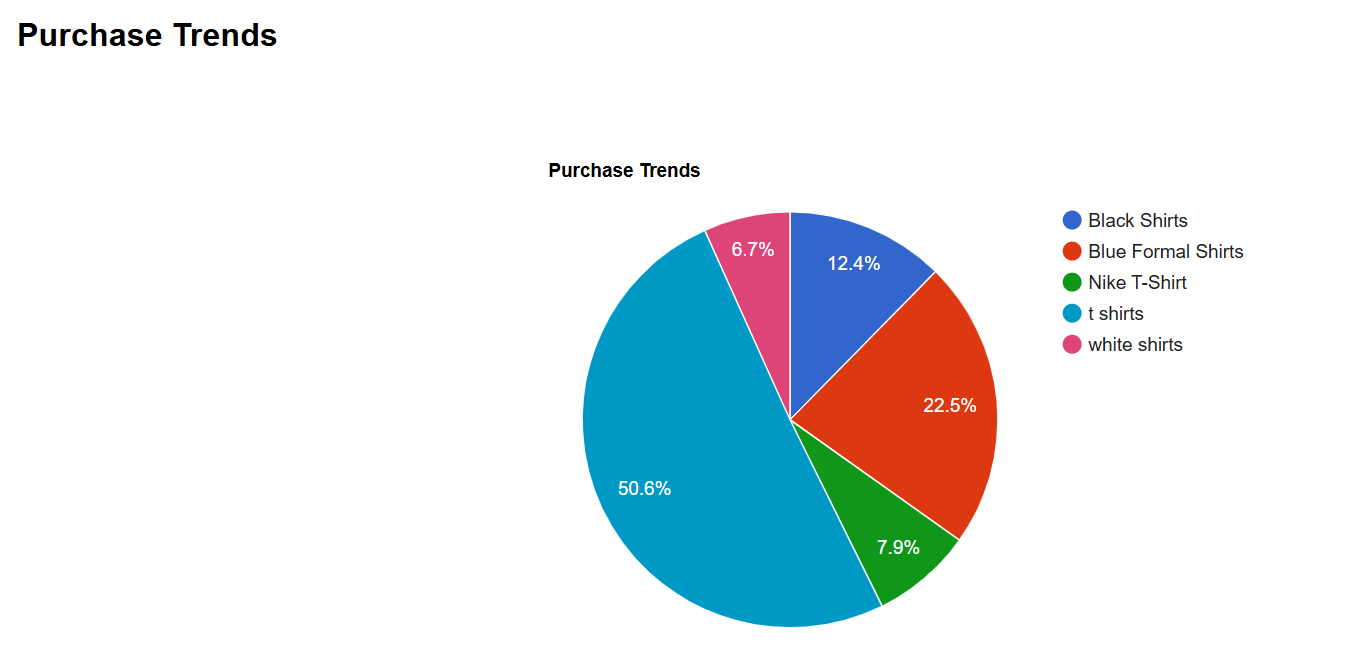 Purchase Trends
Purchase Trends
6.7%
12.4%
22.5%
50.6%
7.9%
Black Shirts
Blue Formal Shirts
Nike T-Shirt
t shirts
white shirts